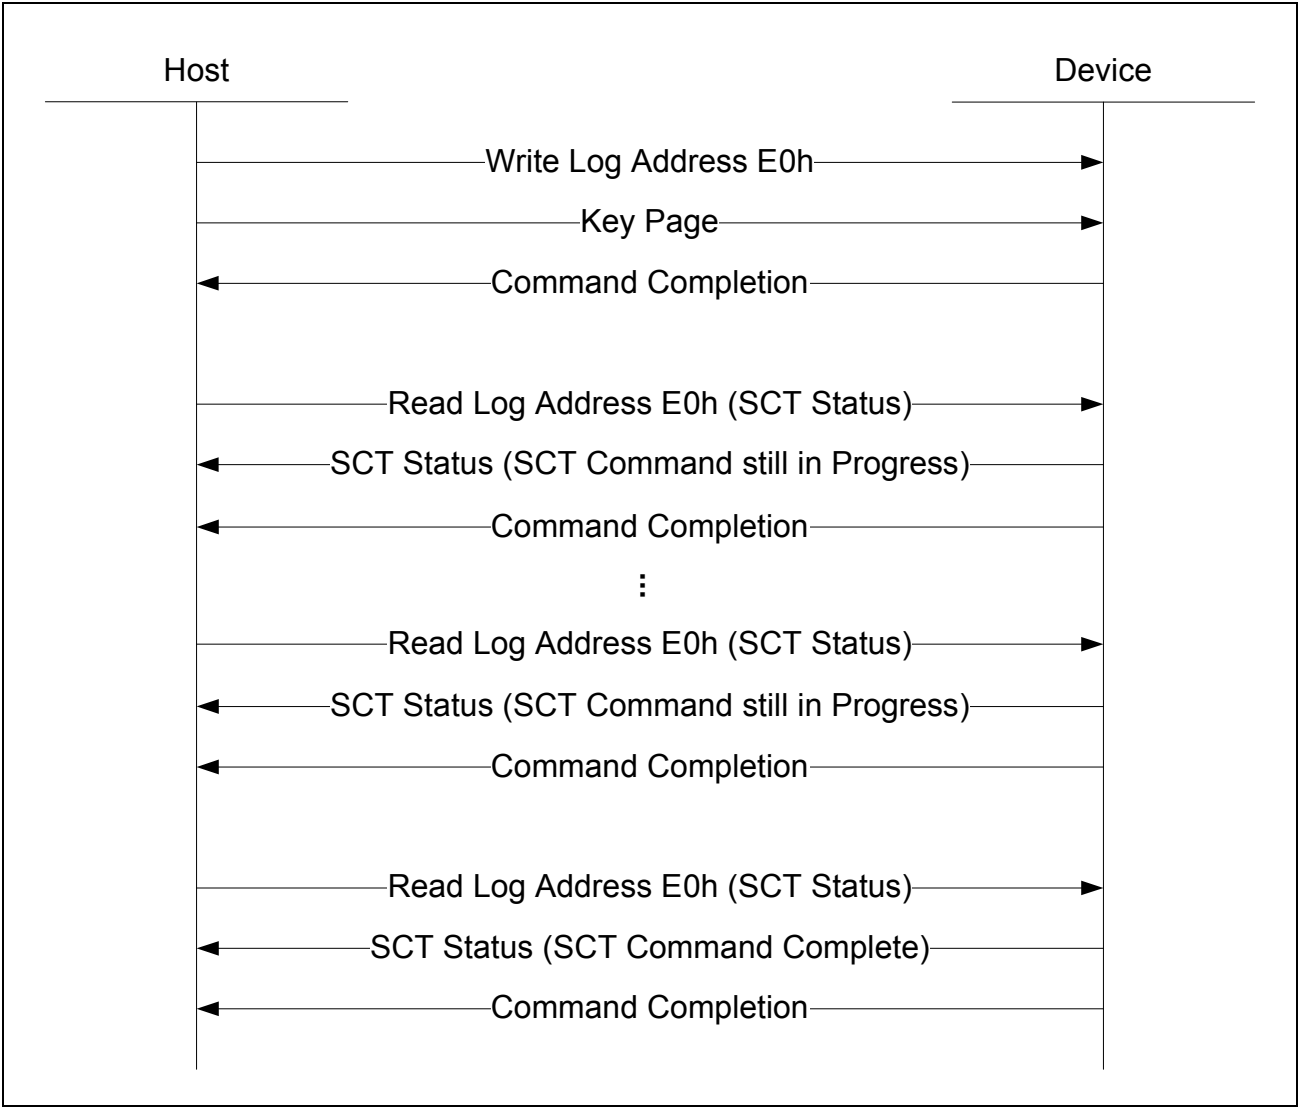 Host
Device
Write Log Address E0h
Key Page
Command Completion
Read Log Address E0h (SCT Status)
SCT Status (SCT Command still in Progress)
Command Completion
...
Read Log Address E0h (SCT Status)
SCT Status (SCT Command still in Progress)
Command Completion
Read Log Address E0h (SCT Status)
SCT Status (SCT Command Complete)
Command Completion